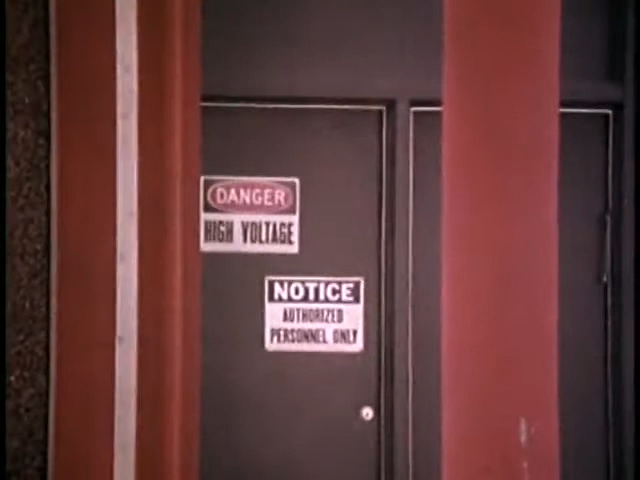 DANGER
HIGH VOLTAGE
NOTICE
AUTHORIZED
PERSONNEL ONLY